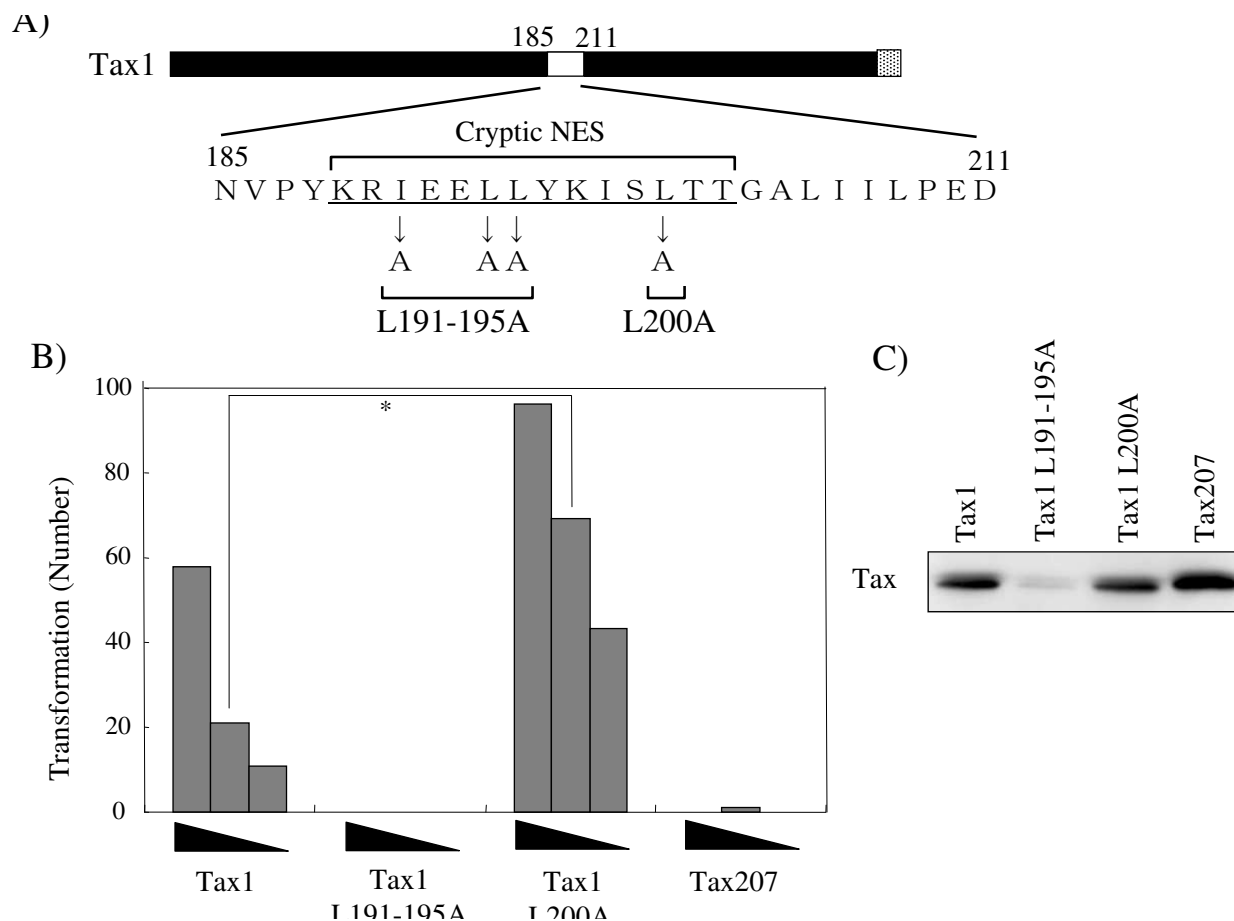 A)
185 211
Tax1
Cryptic NES
185 211
N V P Y K R I E E L L Y K I S L T T G A L I I L P E D
A A A A
L191-195A L200A
B)
100
80
60
40
20
0
Transformation (Number)
*
Tax1
Tax1 L191-195A
Tax1 L200A
Tax207
C)
Tax1
Tax1 L191-195A
Tax1 L200A
Tax207
Tax